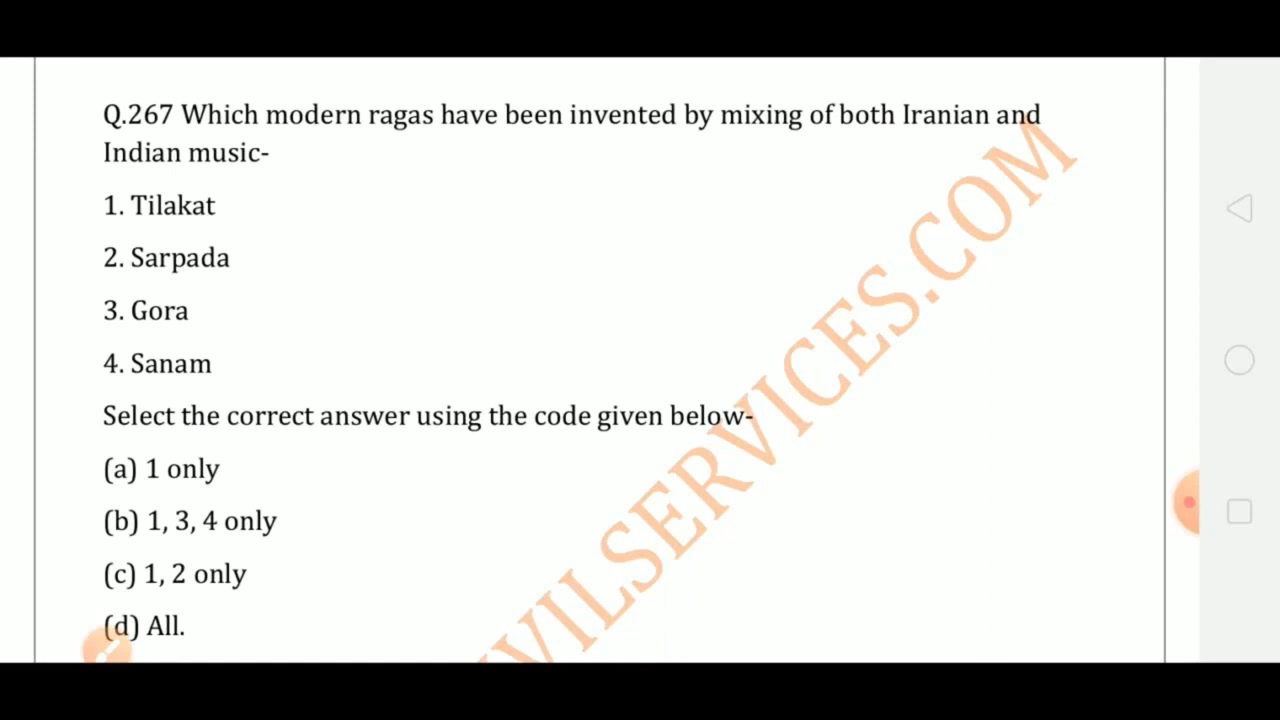 Q.267 Which modern ragas have been invented by mixing of both Iranian and
Indian music-
1. Tilakat
2. Sarpada
3. Gora
4. Sanam
Select the correct answer using the code given below-
(a) 1 only
(b) 1, 3, 4 only
(c) 1, 2 only
(d) All.
VILSERVICES.COM